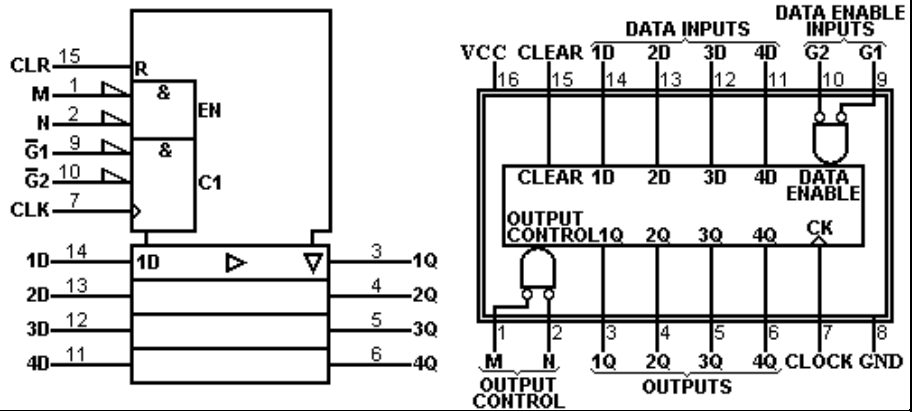 CLR 15 R
M 1 & EN
N 2
G̅1 9 &
G̅2 10 C1
CLK 7
1D 14 1D 3 1Q
2D 13 4 2Q
3D 12 5 3Q
4D 11 6 4Q
DATA ENABLE
DATA INPUTS INPUTS
VCC CLEAR 1D 2D 3D 4D G2 G1
16 15 14 13 12 11 10 9
CLEAR 1D 2D 3D 4D DATA
ENABLE
OUTPUT
CONTROL 1Q 2Q 3Q 4Q CK
1 2 3 4 5 6 7 8
M N 1Q 2Q 3Q 4Q CLOCK GND
OUTPUT OUTPUTS
CONTROL